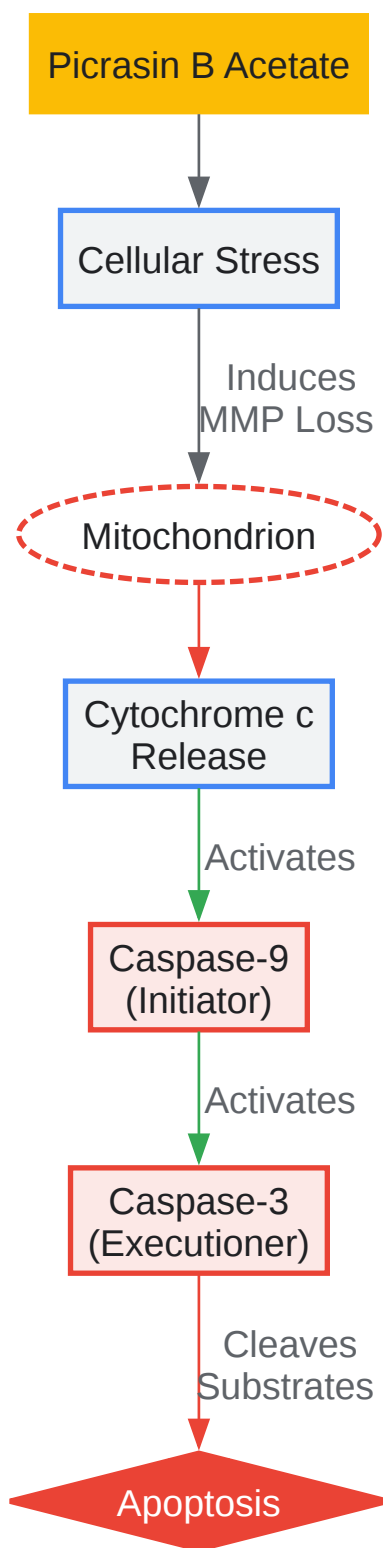 Picrasin B Acetate
Cellular Stress
Induces
MMP Loss
Mitochondrion
Cytochrome c
Release
Activates
Caspase-9
(Initiator)
Activates
Caspase-3
(Executioner)
Cleaves
Substrates
Apoptosis